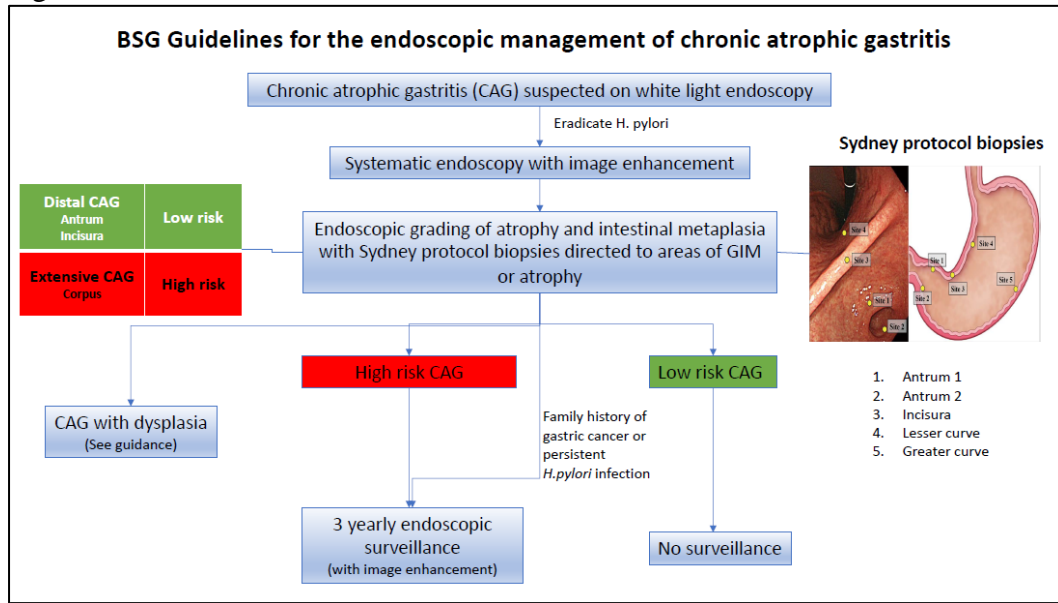 BSG Guidelines for the endoscopic management of chronic atrophic gastritis
Chronic atrophic gastritis (CAG) suspected on white light endoscopy
Eradicate H. pylori
Systematic endoscopy with image enhancement
Sydney protocol biopsies
Distal CAG
Antrum
Incisura
Low risk
Extensive CAG
Corpus
High risk
Endoscopic grading of atrophy and intestinal metaplasia
with Sydney protocol biopsies directed to areas of GIM
or atrophy
Site 4
Site 3
Site 1
Site 2
Site 4
Site 1
Site 3
Site 2
Site 5
High risk CAG
Low risk CAG
1. Antrum 1
2. Antrum 2
3. Incisura
4. Lesser curve
5. Greater curve
CAG with dysplasia
(See guidance)
Family history of
gastric cancer or
persistent
H.pylori infection
3 yearly endoscopic
surveillance
(with image enhancement)
No surveillance